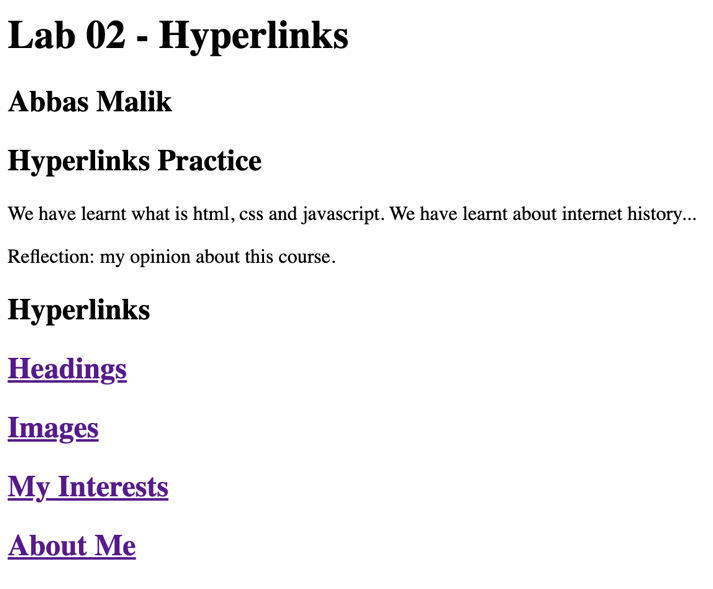 Lab 02 - Hyperlinks
Abbas Malik
Hyperlinks Practice
We have learnt what is html, css and javascript. We have learnt about internet history...
Reflection: my opinion about this course.
Hyperlinks
Headings
Images
My Interests
About Me